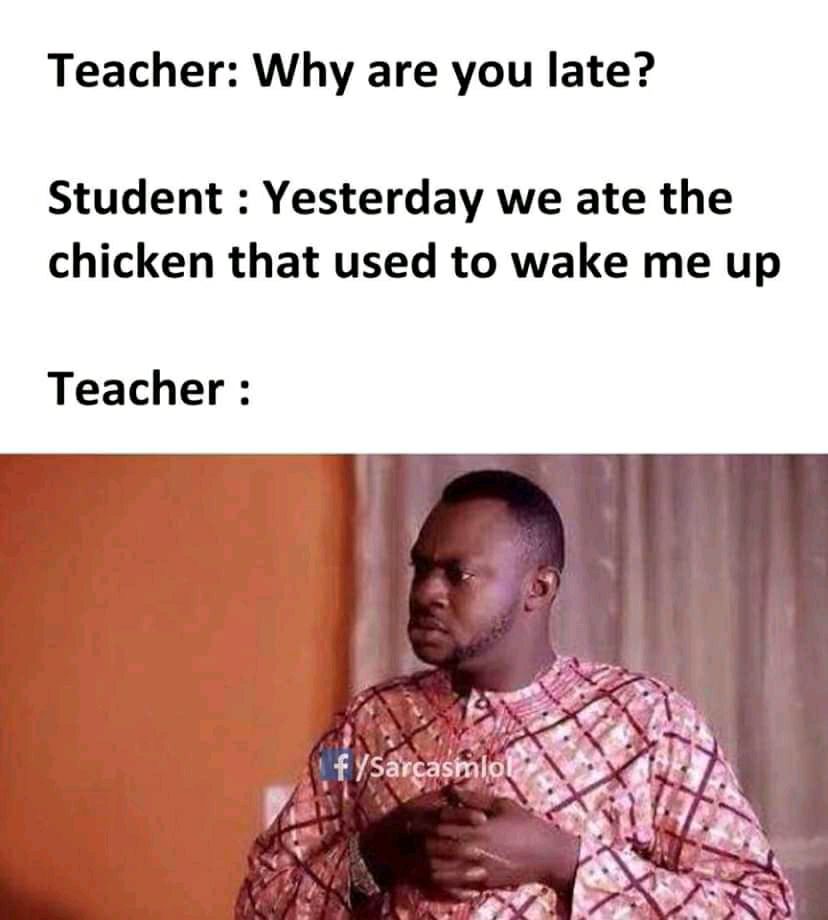 Teacher: Why are you late?
Student : Yesterday we ate the
chicken that used to wake me up
Teacher :
f/Sarcasmlol